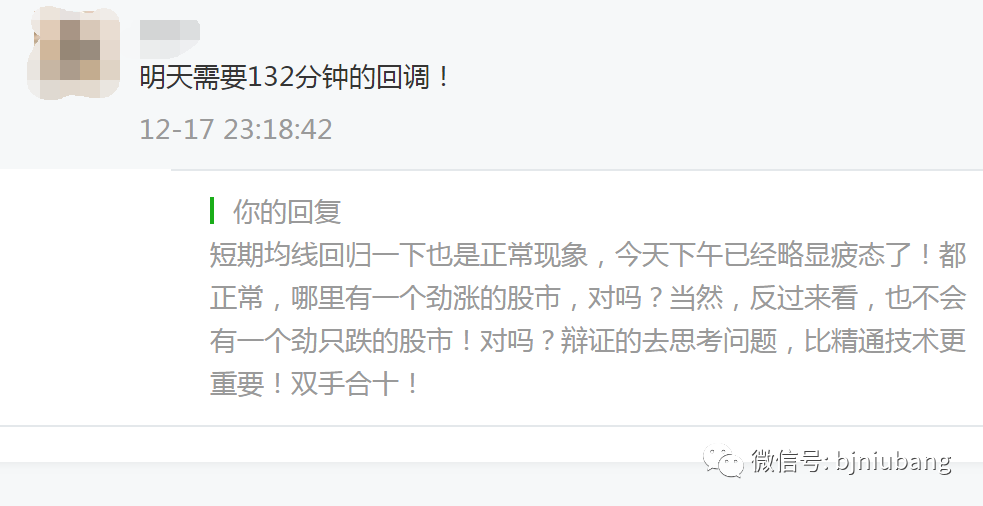 明天需要132分钟的回调！
12-17 23:18:42
你的回复
短期均线回归一下也是正常现象，今天下午已经略显疲态了！都
正常，哪里有一个劲涨的股市，对吗？当然，反过来看，也不会
有一个劲只跌的股市！对吗？辩证的去思考问题，比精通技术更
重要！双手合十！
微信号: bjniubang